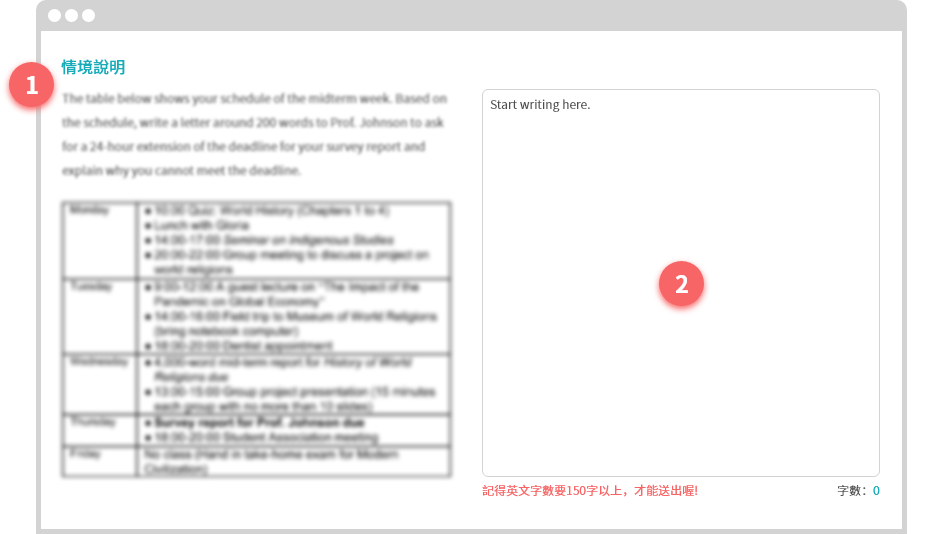 1
情境說明
The table below shows your schedule of the midterm week. Based on
the schedule, write a letter around 200 words to Prof. Johnson to ask
for a 24-hour extension of the deadline for your survey report and
explain why you cannot meet the deadline.
Monday
● 10:00 Quiz: World History (Chapters 1 to 4)
● Lunch with Gloria
● 14:00-17:00 Seminar on Indigenous Studies
● 20:00-22:00 Group meeting to discuss a project on
world religions
Tuesday
● 9:00-12:00 A guest lecture on "The Impact of the
Pandemic on Global Economy"
● 14:00-16:00 Field trip to Museum of World Religions
(bring notebook computer)
● 18:00-20:00 Dentist appointment
Wednesday
● 4,000-word mid-term report for History of World
Religions due
● 13:00-15:00 Group project presentation (15 minutes
each group with no more than 10 slides)
Thursday
● Survey report for Prof. Johnson due
● 18:00-20:00 Student Association meeting
Friday
No class (Hand in take-home exam for Modern
Civilization)
Start writing here.
2
記得英文字數要150字以上，才能送出喔!
字數：0